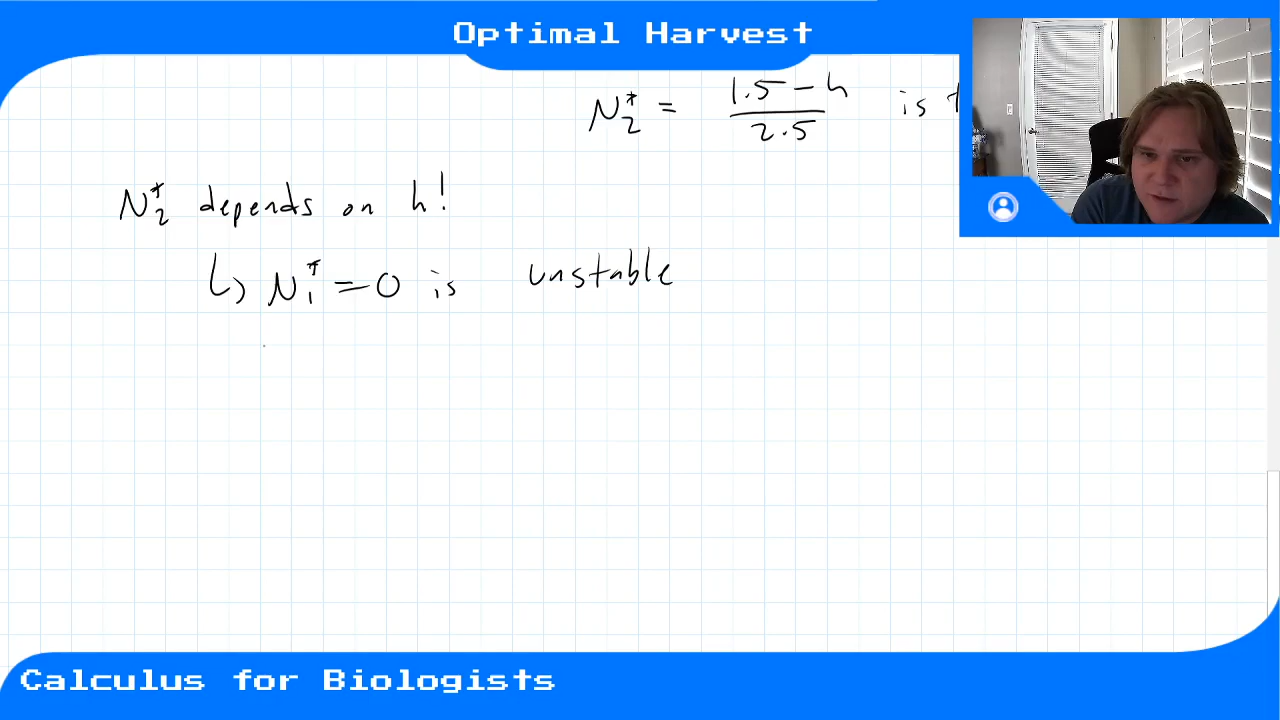 Optimal Harvest
N₂* = (1.5 - h)/2.5 is
N₂* depends on h!
↳ N₁* = 0 is unstable
Calculus for Biologists